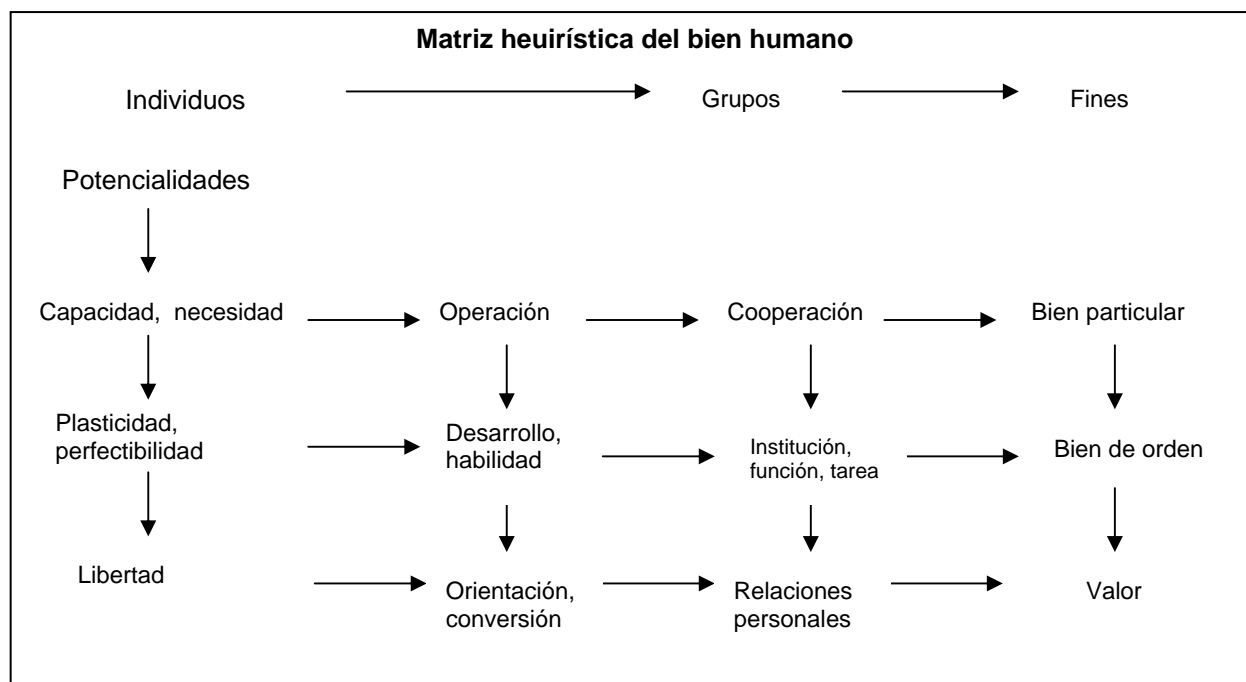 Matriz heuirística del bien humano
Individuos Grupos Fines
Potencialidades
Capacidad, necesidad Operación Cooperación Bien particular
Plasticidad,
perfectibilidad
Desarrollo,
habilidad
Institución,
función, tarea
Bien de orden
Libertad
Orientación,
conversión
Relaciones
personales
Valor